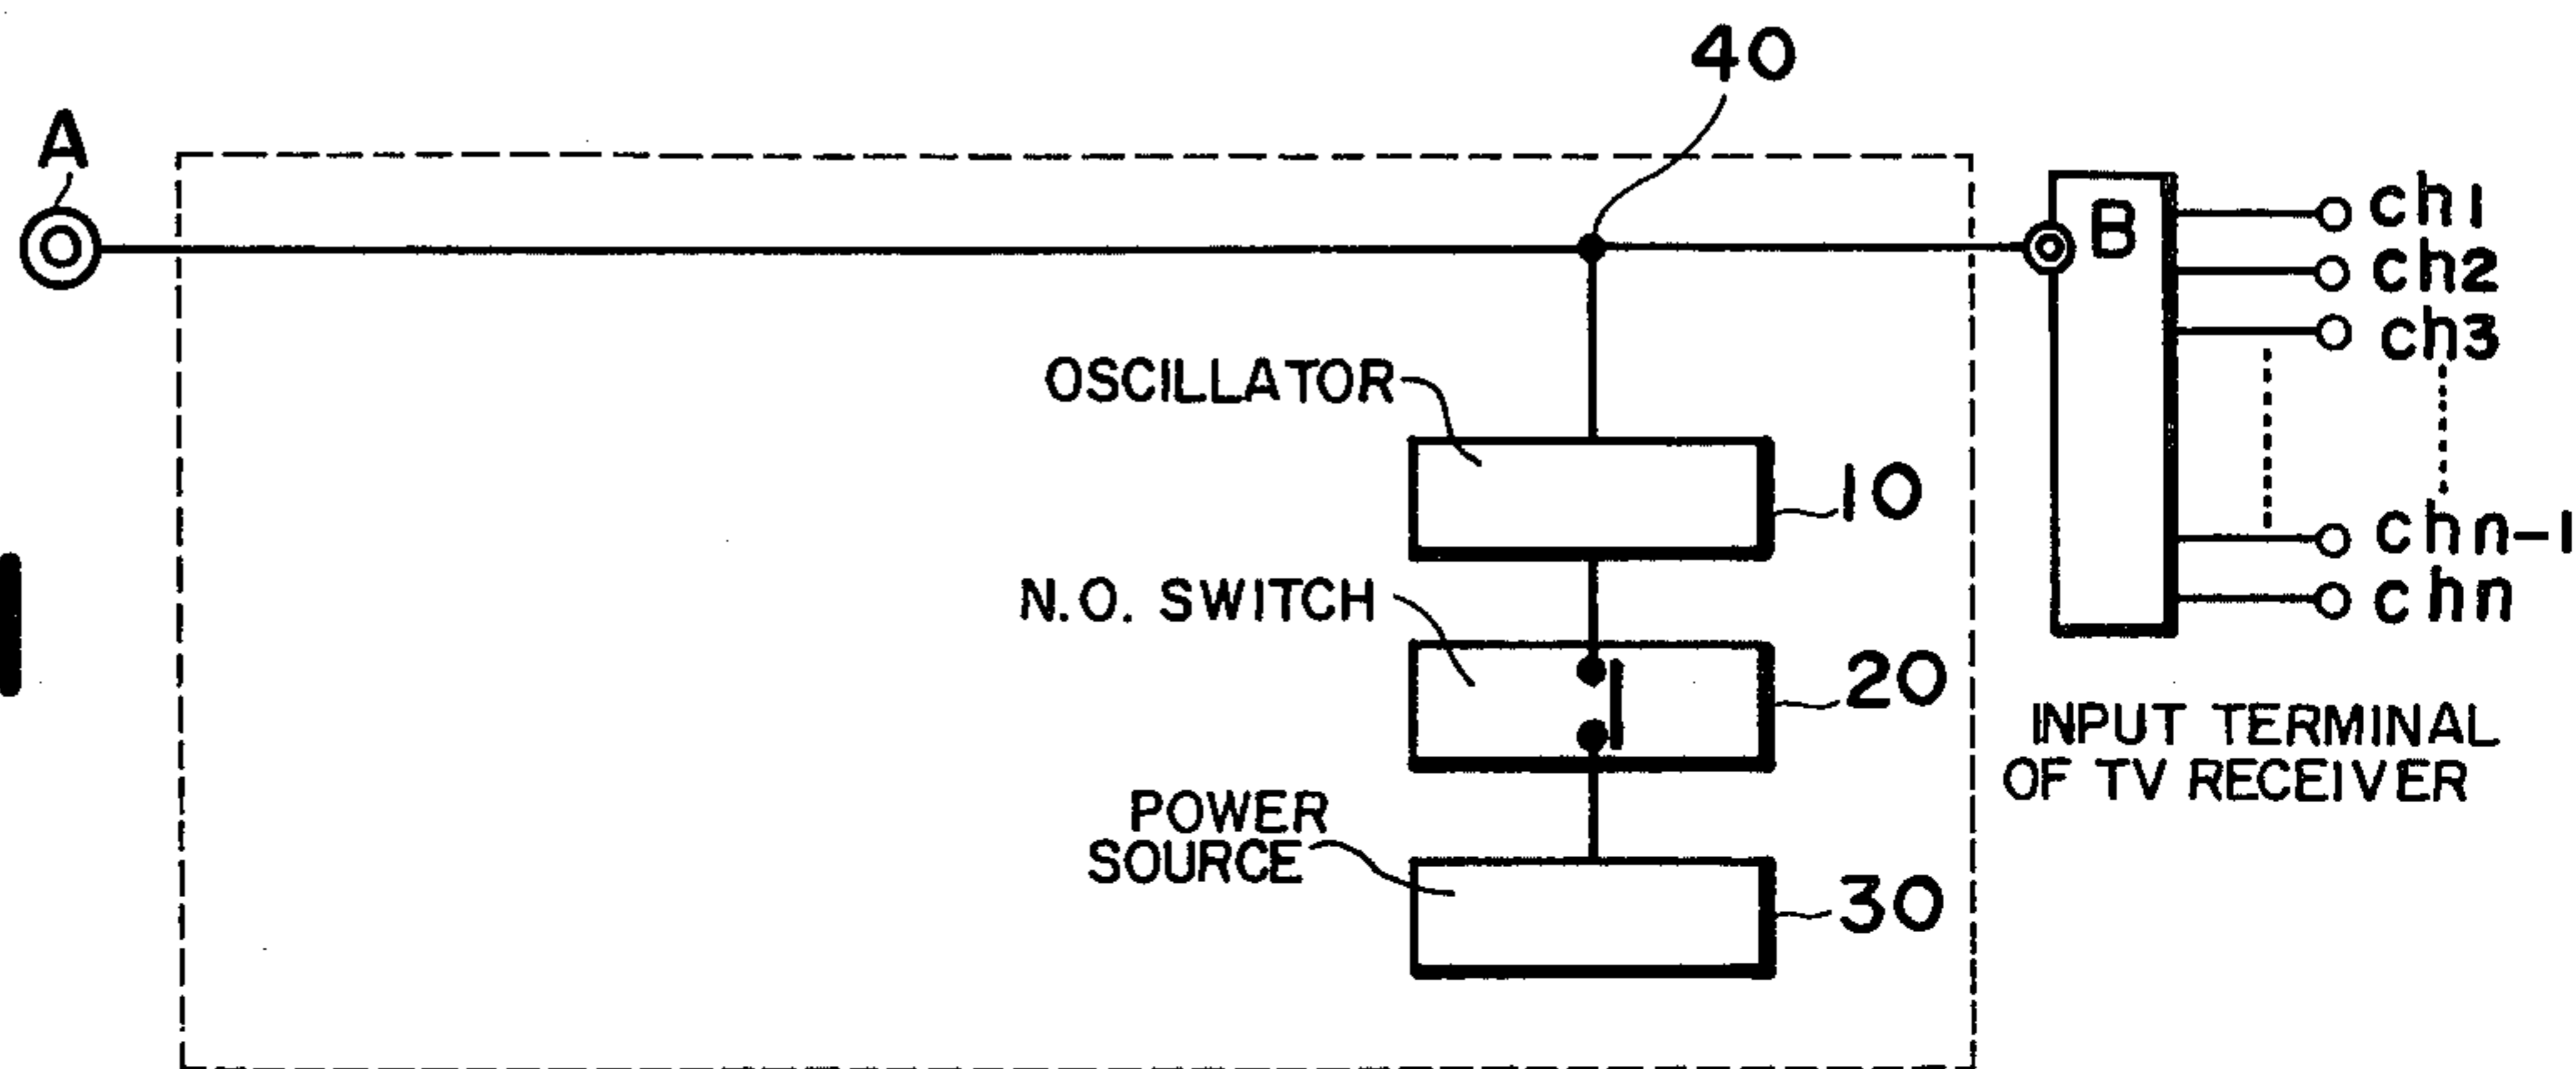 40
A
B
ch1
ch2
ch3
OSCILLATOR
10
chn-1
N.O. SWITCH
chn
20
INPUT TERMINAL
OF TV RECEIVER
POWER
SOURCE
30